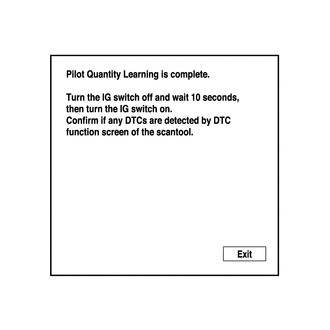 Pilot Quantity Learning is complete.
Turn the IG switch off and wait 10 seconds,
then turn the IG switch on.
Confirm if any DTCs are detected by DTC
function screen of the scantool.
Exit